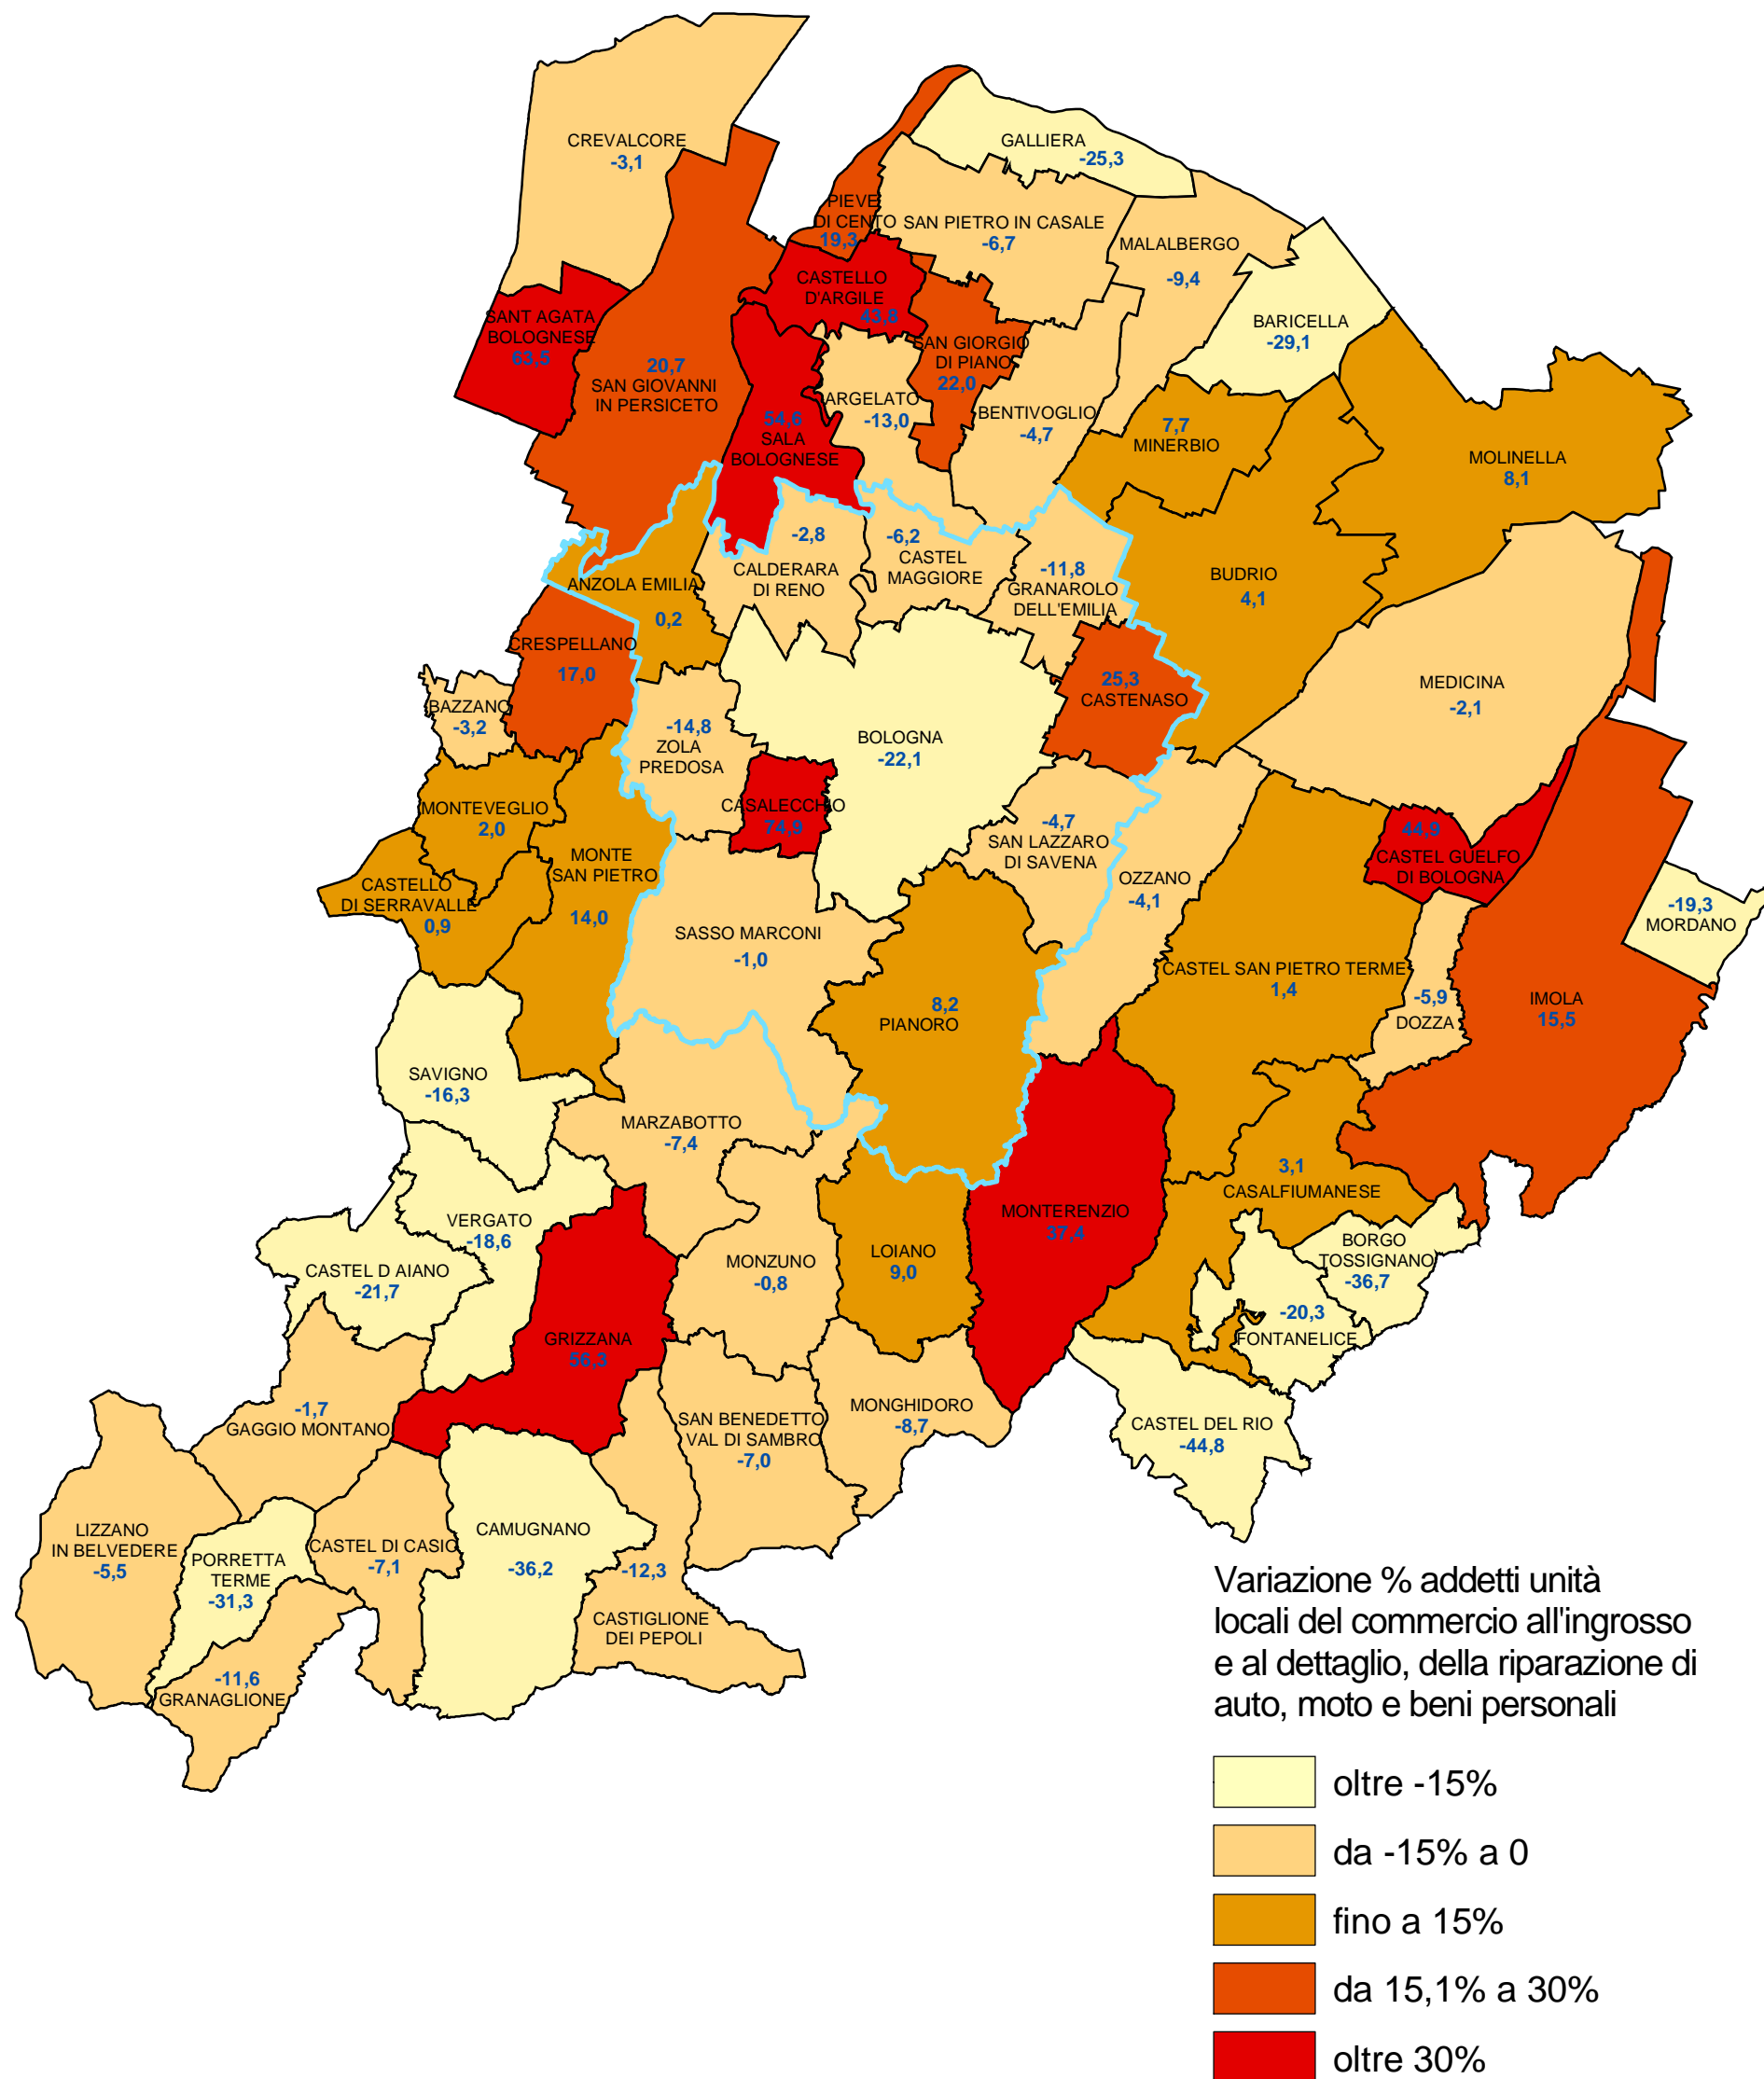 CREVALCORE
-3,1
GALLIERA
-25,3
PIEVE
DI CENTO
19,3
SAN PIETRO IN CASALE
-6,7
MALALBERGO
-9,4
CASTELLO
D'ARGILE
43,8
SANT AGATA
BOLOGNESE
63,5
BARICELLA
-29,1
20,7
SAN GIOVANNI
IN PERSICETO
SAN GIORGIO
DI PIANO
22,0
ARGELATO
-13,0
BENTIVOGLIO
-4,7
54,6
SALA
BOLOGNESE
7,7
MINERBIO
MOLINELLA
8,1
-2,8
CALDERARA
DI RENO
-6,2
CASTEL
MAGGIORE
-11,8
GRANAROLO
DELL'EMILIA
BUDRIO
4,1
ANZOLA EMILIA
0,2
CRESPELLANO
17,0
25,3
CASTENASO
MEDICINA
-2,1
BAZZANO
-3,2
-14,8
ZOLA
PREDOSA
BOLOGNA
-22,1
MONTEVEGLIO
2,0
CASALECCHIO
74,9
-4,7
SAN LAZZARO
DI SAVENA
44,9
CASTEL GUELFO
DI BOLOGNA
MONTE
SAN PIETRO
14,0
CASTELLO
DI SERRAVALLE
0,9
OZZANO
-4,1
-19,3
MORDANO
SASSO MARCONI
-1,0
CASTEL SAN PIETRO TERME
1,4
-5,9
DOZZA
IMOLA
15,5
8,2
PIANORO
SAVIGNO
-16,3
MARZABOTTO
-7,4
3,1
CASALFIUMANESE
VERGATO
-18,6
MONTERENZIO
37,4
CASTEL D AIANO
-21,7
MONZUNO
-0,8
LOIANO
9,0
BORGO
TOSSIGNANO
-36,7
-20,3
FONTANELICE
GRIZZANA
56,3
-1,7
GAGGIO MONTANO
SAN BENEDETTO
VAL DI SAMBRO
-7,0
MONGHIDORO
-8,7
CASTEL DEL RIO
-44,8
LIZZANO
IN BELVEDERE
-5,5
PORRETTA
TERME
-31,3
CASTEL DI CASIO
-7,1
CAMUGNANO
-36,2
-12,3
CASTIGLIONE
DEI PEPOLI
-11,6
GRANAGLIONE
Variazione % addetti unità
locali del commercio all'ingrosso
e al dettaglio, della riparazione di
auto, moto e beni personali
oltre -15%
da -15% a 0
fino a 15%
da 15,1% a 30%
oltre 30%